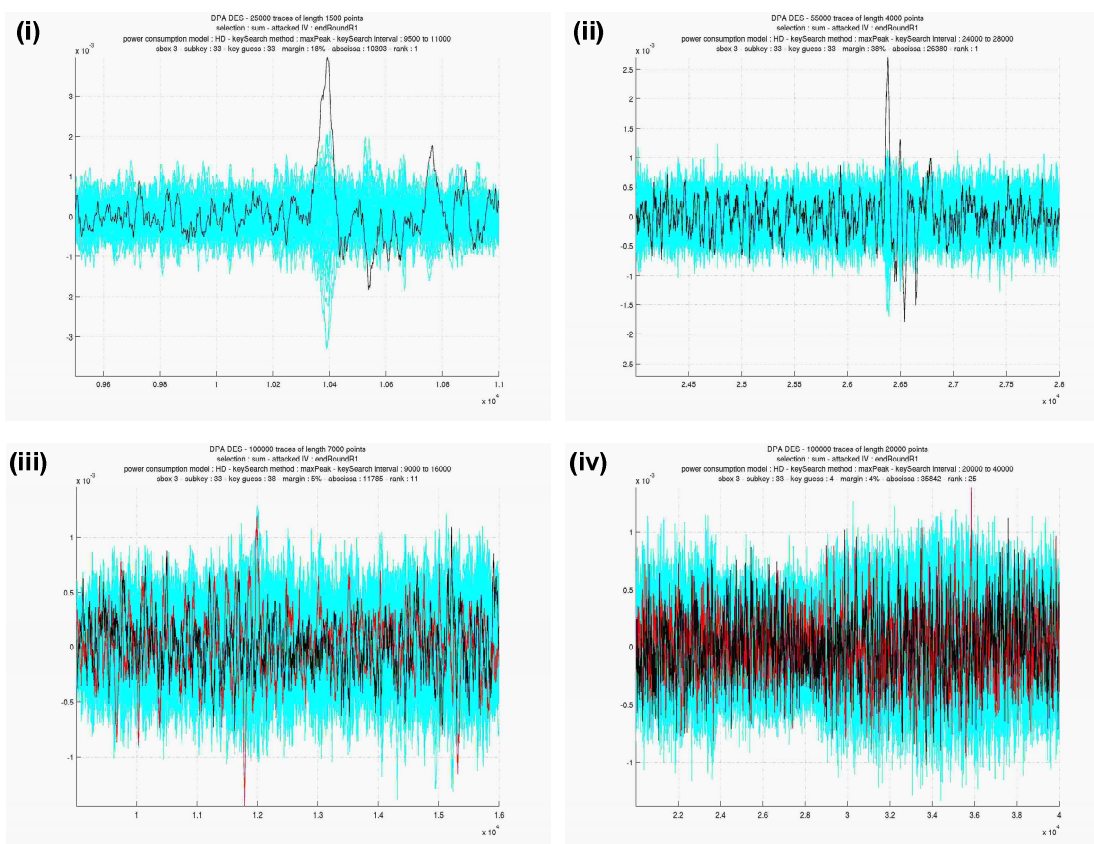 (i)
DPA DES - 25000 traces of length 1500 points
selection : sum - attacked IV : endRoundR1
power consumption model : HD - keySearch method : maxPeak - keySearch interval : 9500 to 11000
sbox 3 - subkey : 33 - key guess : 33 margin : 18% - abscissa : 10393 - rank : 1
x 10⁻³
3
2
1
0
-1
2
-3
0.96
0.98
1
1.02
1.04
1.06
1.08
1.1
x 10⁴
(ii)
DPA DES - 55000 traces of length 4000 points
selection : sum - attacked IV : endRoundR1
power consumption model : HD - keySearch method : maxPeak - keySearch interval : 24000 to 28000
sbox 3 - subkey : 33 - key guess : 33 margin : 38% - abscissa : 26380 - rank : 1
x 10⁻³
2.5
2
1.5
1
0.5
0
-0.5
-1
-1.5
-2
2.5
2.45
2.5
2.55
2.6
2.65
2.7
2.75
2.8
x 10⁴
(iii)
DPA DES - 100000 traces of length 7000 points
selection : sum - attacked IV : endRoundR1
power consumption model : HD - keySearch method : maxPeak - keySearch interval : 9000 to 16000
sbox 3 - subkey : 33 - key guess : 38 margin : 5% - abscissa : 11785 - rank : 11
x 10⁻³
1
0.5
0
-0.5
-1
1
1.1
1.2
1.3
1.4
1.5
1.6
x 10⁴
(iv)
DPA DES - 100000 traces of length 20000 points
selection : sum - attacked IV : endRoundR1
power consumption model : HD - keySearch method : maxPeak - keySearch interval : 20000 to 40000
sbox 3 - subkey : 33 - key guess : 4 margin : 4% - abscissa : 35842 - rank : 25
x 10⁻³
1
0.5
0
-0.5
-1
2.2
2.4
2.6
2.8
3
3.2
3.4
3.6
3.8
4
x 10⁴